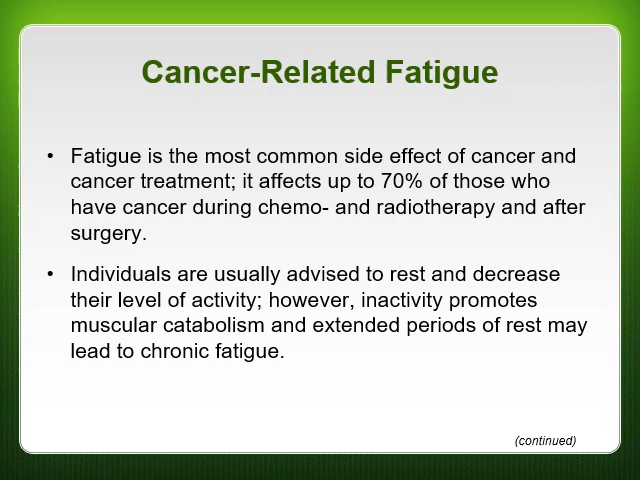 Cancer-Related Fatigue
• Fatigue is the most common side effect of cancer and
cancer treatment; it affects up to 70% of those who
have cancer during chemo- and radiotherapy and after
surgery.
• Individuals are usually advised to rest and decrease
their level of activity; however, inactivity promotes
muscular catabolism and extended periods of rest may
lead to chronic fatigue.
(continued)